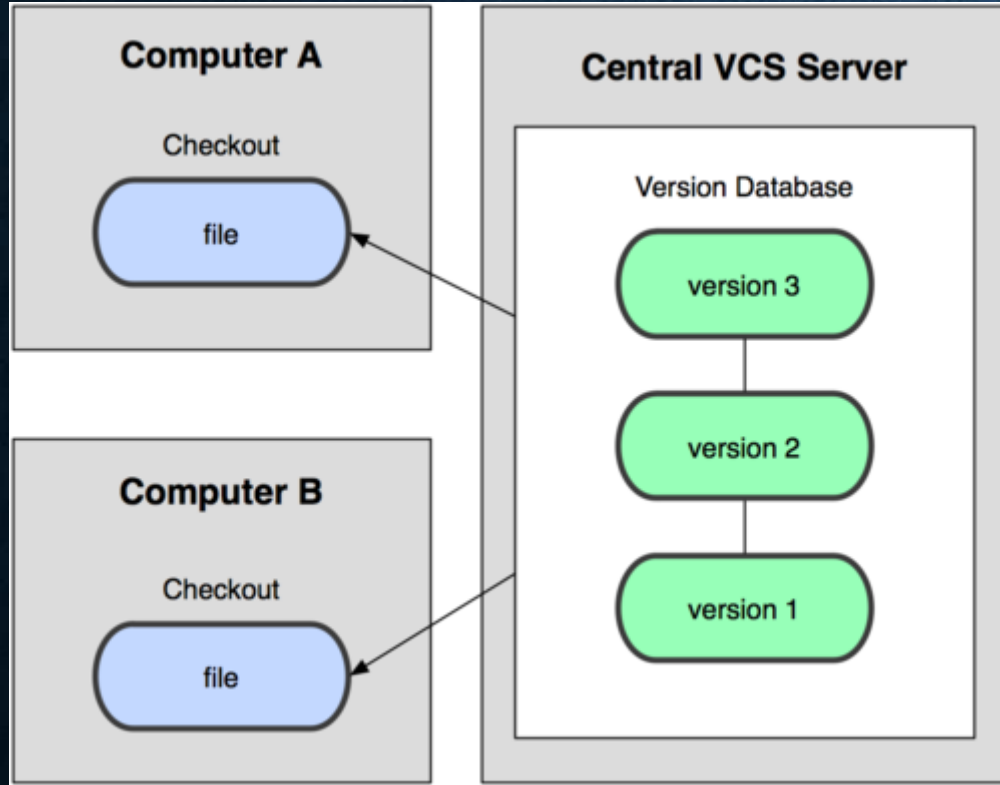 Computer A
Checkout
file
Computer B
Checkout
file
Central VCS Server
Version Database
version 3
version 2
version 1